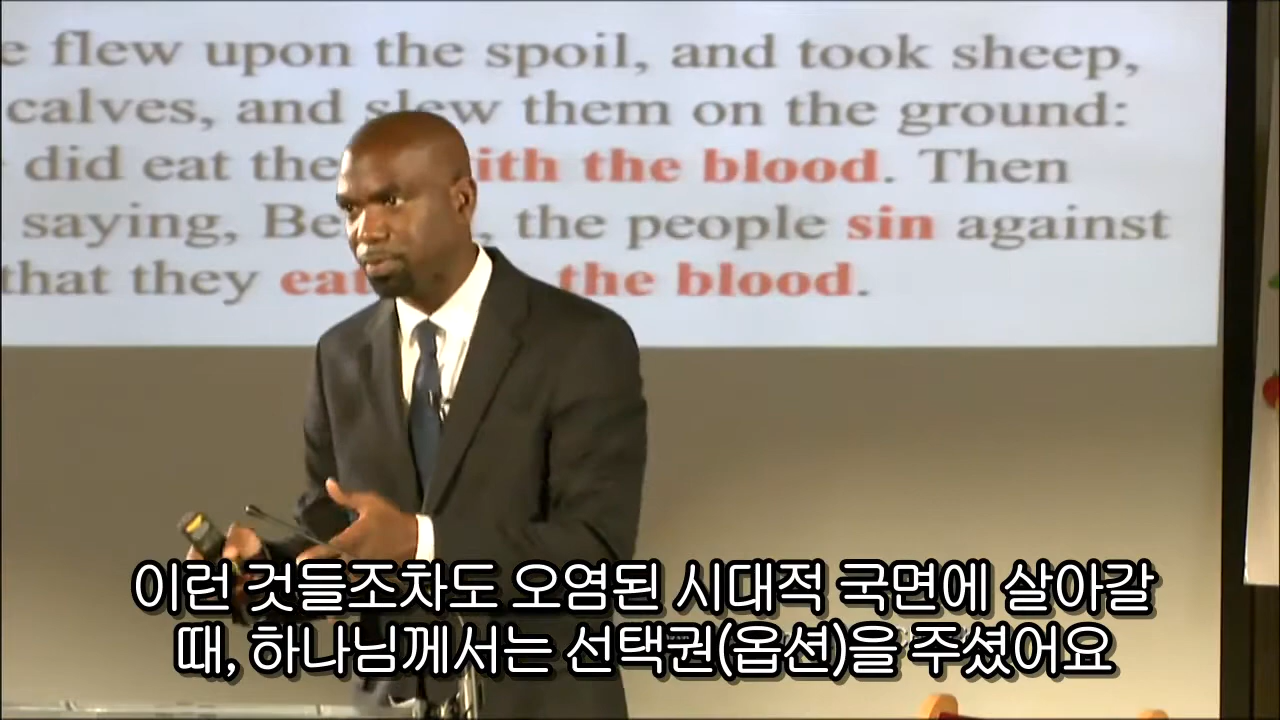 e flew upon the spoil, and took sheep,
calves, and slew them on the ground:
did eat the ith the blood. Then
saying, Be , the people sin against
that they eat the blood.
이런 것들조차도 오염된 시대적 국면에 살아갈
때, 하나님께서는 선택권(옵션)을 주셨어요